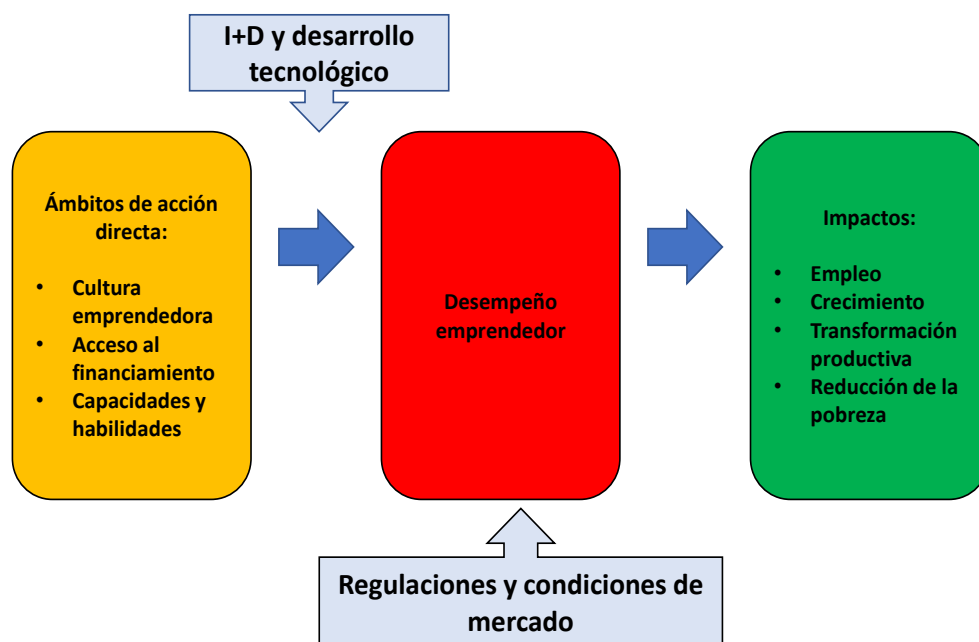 I+D y desarrollo
tecnológico
Ámbitos de acción
directa:
• Cultura
emprendedora
• Acceso al
financiamiento
• Capacidades y
habilidades
Desempeño
emprendedor
Impactos:
• Empleo
• Crecimiento
• Transformación
productiva
• Reducción de la
pobreza
Regulaciones y condiciones de
mercado